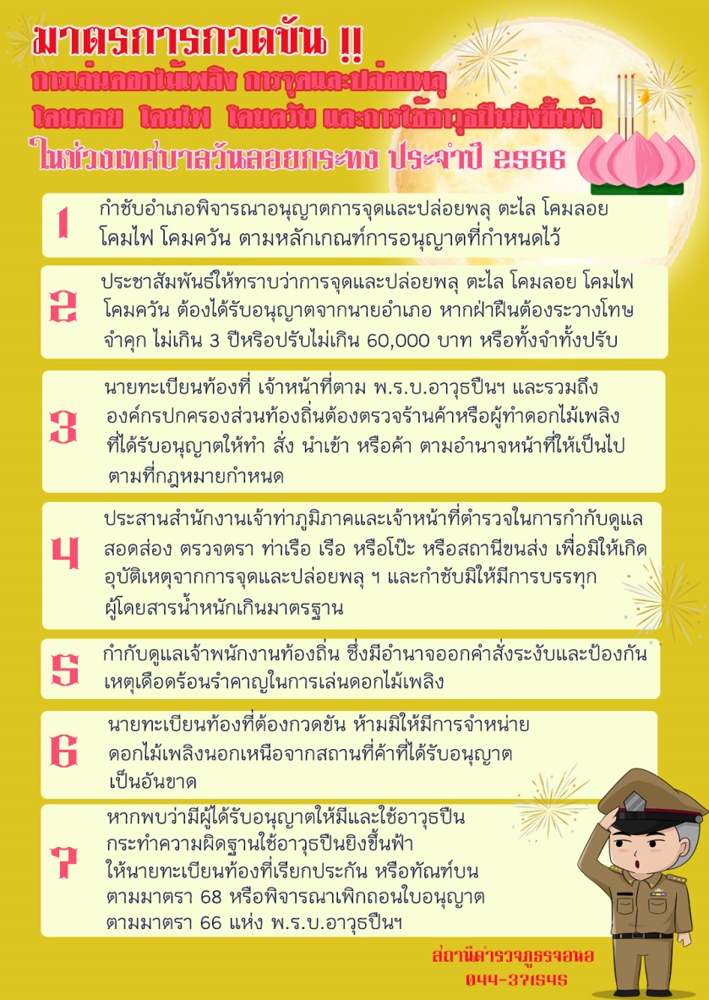 มาตรการกวดขัน !!
การเล่นดอกไม้เพลิง การจุดและปล่อยพลุ
โคมลอย โคมไฟ โคมควัน และการใช้อาวุธปืนยิงขึ้นฟ้า
ในช่วงเทศบาลวันลอยกระทง ประจำปี 2566
1
กำชับอำเภอพิจารณาอนุญาตการจุดและปล่อยพลุ ตะไล โคมลอย
โคมไฟ โคมควัน ตามหลักเกณฑ์การอนุญาตที่กำหนดไว้
2
ประชาสัมพันธ์ให้ทราบว่าการจุดและปล่อยพลุ ตะไล โคมลอย โคมไฟ
โคมควัน ต้องได้รับอนุญาตจากนายอำเภอ หากฝ่าฝืนต้องระวางโทษ
จำคุก ไม่เกิน 3 ปีหริอปรับไม่เกิน 60,000 บาท หรือทั้งจำทั้งปรับ
3
นายทะเบียนท้องที่ เจ้าหน้าที่ตาม พ.ร.บ.อาวุธปืนฯ และรวมถึง
องค์กรปกครองส่วนท้องถิ่นต้องตรวจร้านค้าหรือผู้ทำดอกไม้เพลิง
ที่ได้รับอนุญาตให้ทำ สั่ง นำเข้า หรือค้า ตามอำนาจหน้าที่ให้เป็นไป
ตามที่กฎหมายกำหนด
4
ประสานสำนักงานเจ้าท่าภูมิภาคและเจ้าหน้าที่ตำรวจในการกำกับดูแล
สอดส่อง ตรวจตรา ท่าเรือ เรือ หรือโป๊ะ หรือสถานีขนส่ง เพื่อมิให้เกิด
อุบัติเหตุจากการจุดและปล่อยพลุ ฯ และกำชับมิให้มีการบรรทุก
ผู้โดยสารน้ำหนักเกินมาตรฐาน
5
กำกับดูแลเจ้าพนักงานท้องถิ่น ซึ่งมีอำนาจออกคำสั่งระงับและป้องกัน
เหตุเดือดร้อนรำคาญในการเล่นดอกไม้เพลิง
6
นายทะเบียนท้องที่ต้องกวดขัน ห้ามมิให้มีการจำหน่าย
ดอกไม้เพลิงนอกเหนือจากสถานที่ค้าที่ได้รับอนุญาต
เป็นอันขาด
7
หากพบว่ามีผู้ได้รับอนุญาตให้มีและใช้อาวุธปืน
กระทำความผิดฐานใช้อาวุธปืนยิงขึ้นฟ้า
ให้นายทะเบียนท้องที่เรียกประกัน หรือทัณฑ์บน
ตามมาตรา 68 หรือพิจารณาเพิกถอนใบอนุญาต
ตามมาตรา 66 แห่ง พ.ร.บ.อาวุธปืนฯ
สถานีตำรวจภูธรจอหอ
044-371545